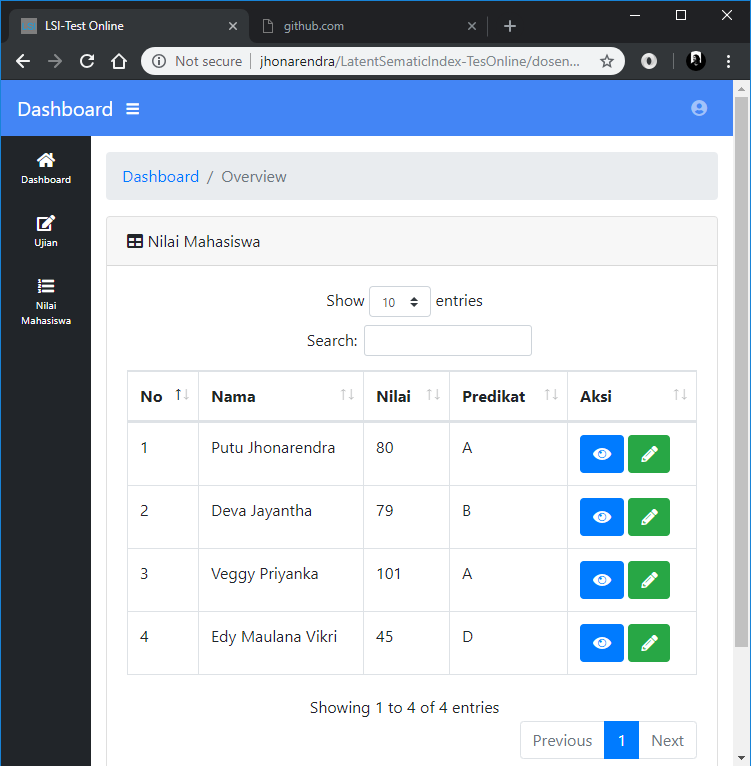 LSI-Test Online
github.com
Not secure
jhonarendra/LatentSematicIndex-TesOnline/dosen...
Dashboard
Dashboard
Ujian
Nilai
Mahasiswa
Dashboard / Overview
Nilai Mahasiswa
Show 10 entries
Search:
No Nama Nilai Predikat Aksi
1 Putu Jhonarendra 80 A
2 Deva Jayantha 79 B
3 Veggy Priyanka 101 A
4 Edy Maulana Vikri 45 D
Showing 1 to 4 of 4 entries
Previous 1 Next